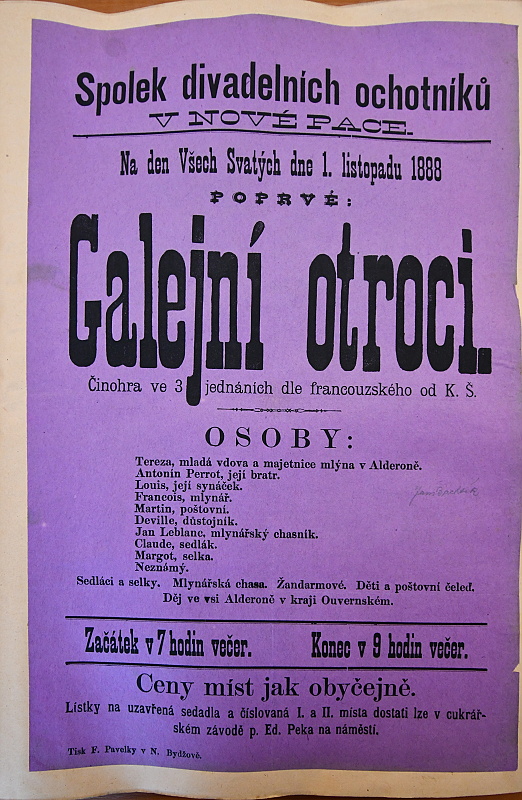 Spolek divadelních ochotníků
V NOVÉ PACE.
Na den Všech Svatých dne 1. listopadu 1888
POPRVÉ:
Galejní otroci.
Činohra ve 3 jednáních dle francouzského od K. Š.
OSOBY:
Tereza, mladá vdova a majetnice mlýna v Alderoně.
Antonín Perrot, její bratr.
Louis, její synáček.
Francois, mlynář.
Martin, poštovní.
Deville, důstojník.
Jan Leblanc, mlynářský chasník.
Claude, sedlák.
Margot, selka.
Neznámý.
Sedláci a selky. Mlynářská chasa. Žandarmové. Děti a poštovní čeleď.
Děj ve vsi Alderoně v kraji Ouvernském.
Začátek v 7 hodin večer. Konec v 9 hodin večer.
Ceny míst jak obyčejně.
Lístky na uzavřená sedadla a číslovaná I. a II. místa dostati lze v cukrář-
ském závodě p. Ed. Peka na náměstí.
Tisk F. Pavelky v N. Bydžově.